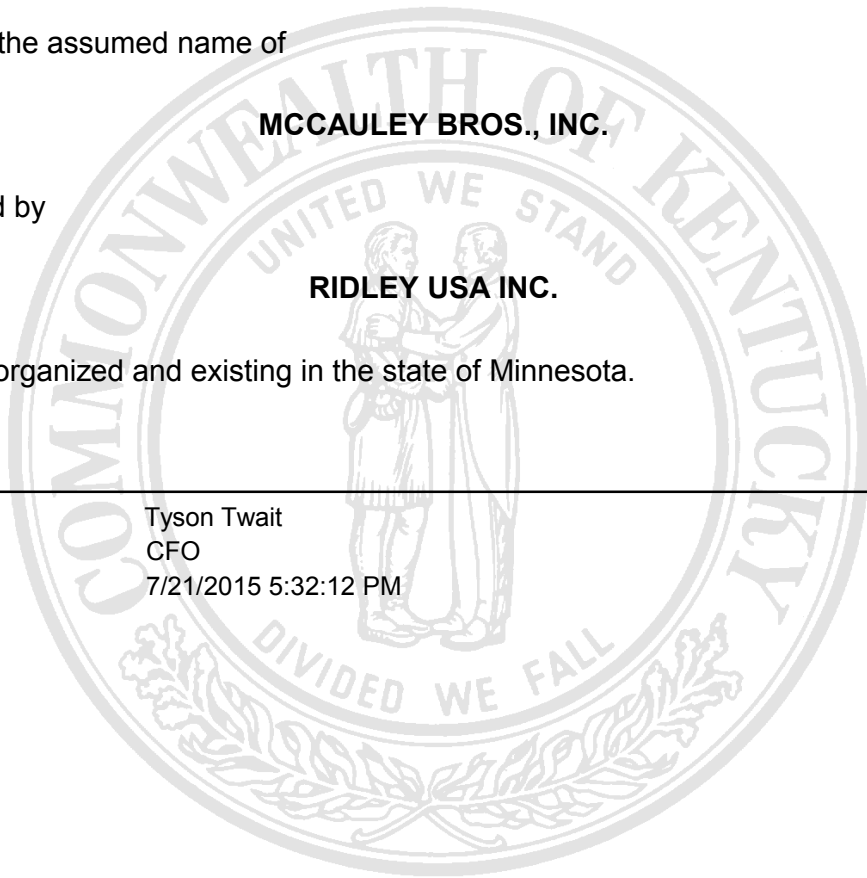 the assumed name of
MCCAULEY BROS., INC.
d by
RIDLEY USA INC.
organized and existing in the state of Minnesota.
Tyson Twait
CFO
7/21/2015 5:32:12 PM
COMMONWEALTH OF KENTUCKY
UNITED WE STAND
DIVIDED WE FALL